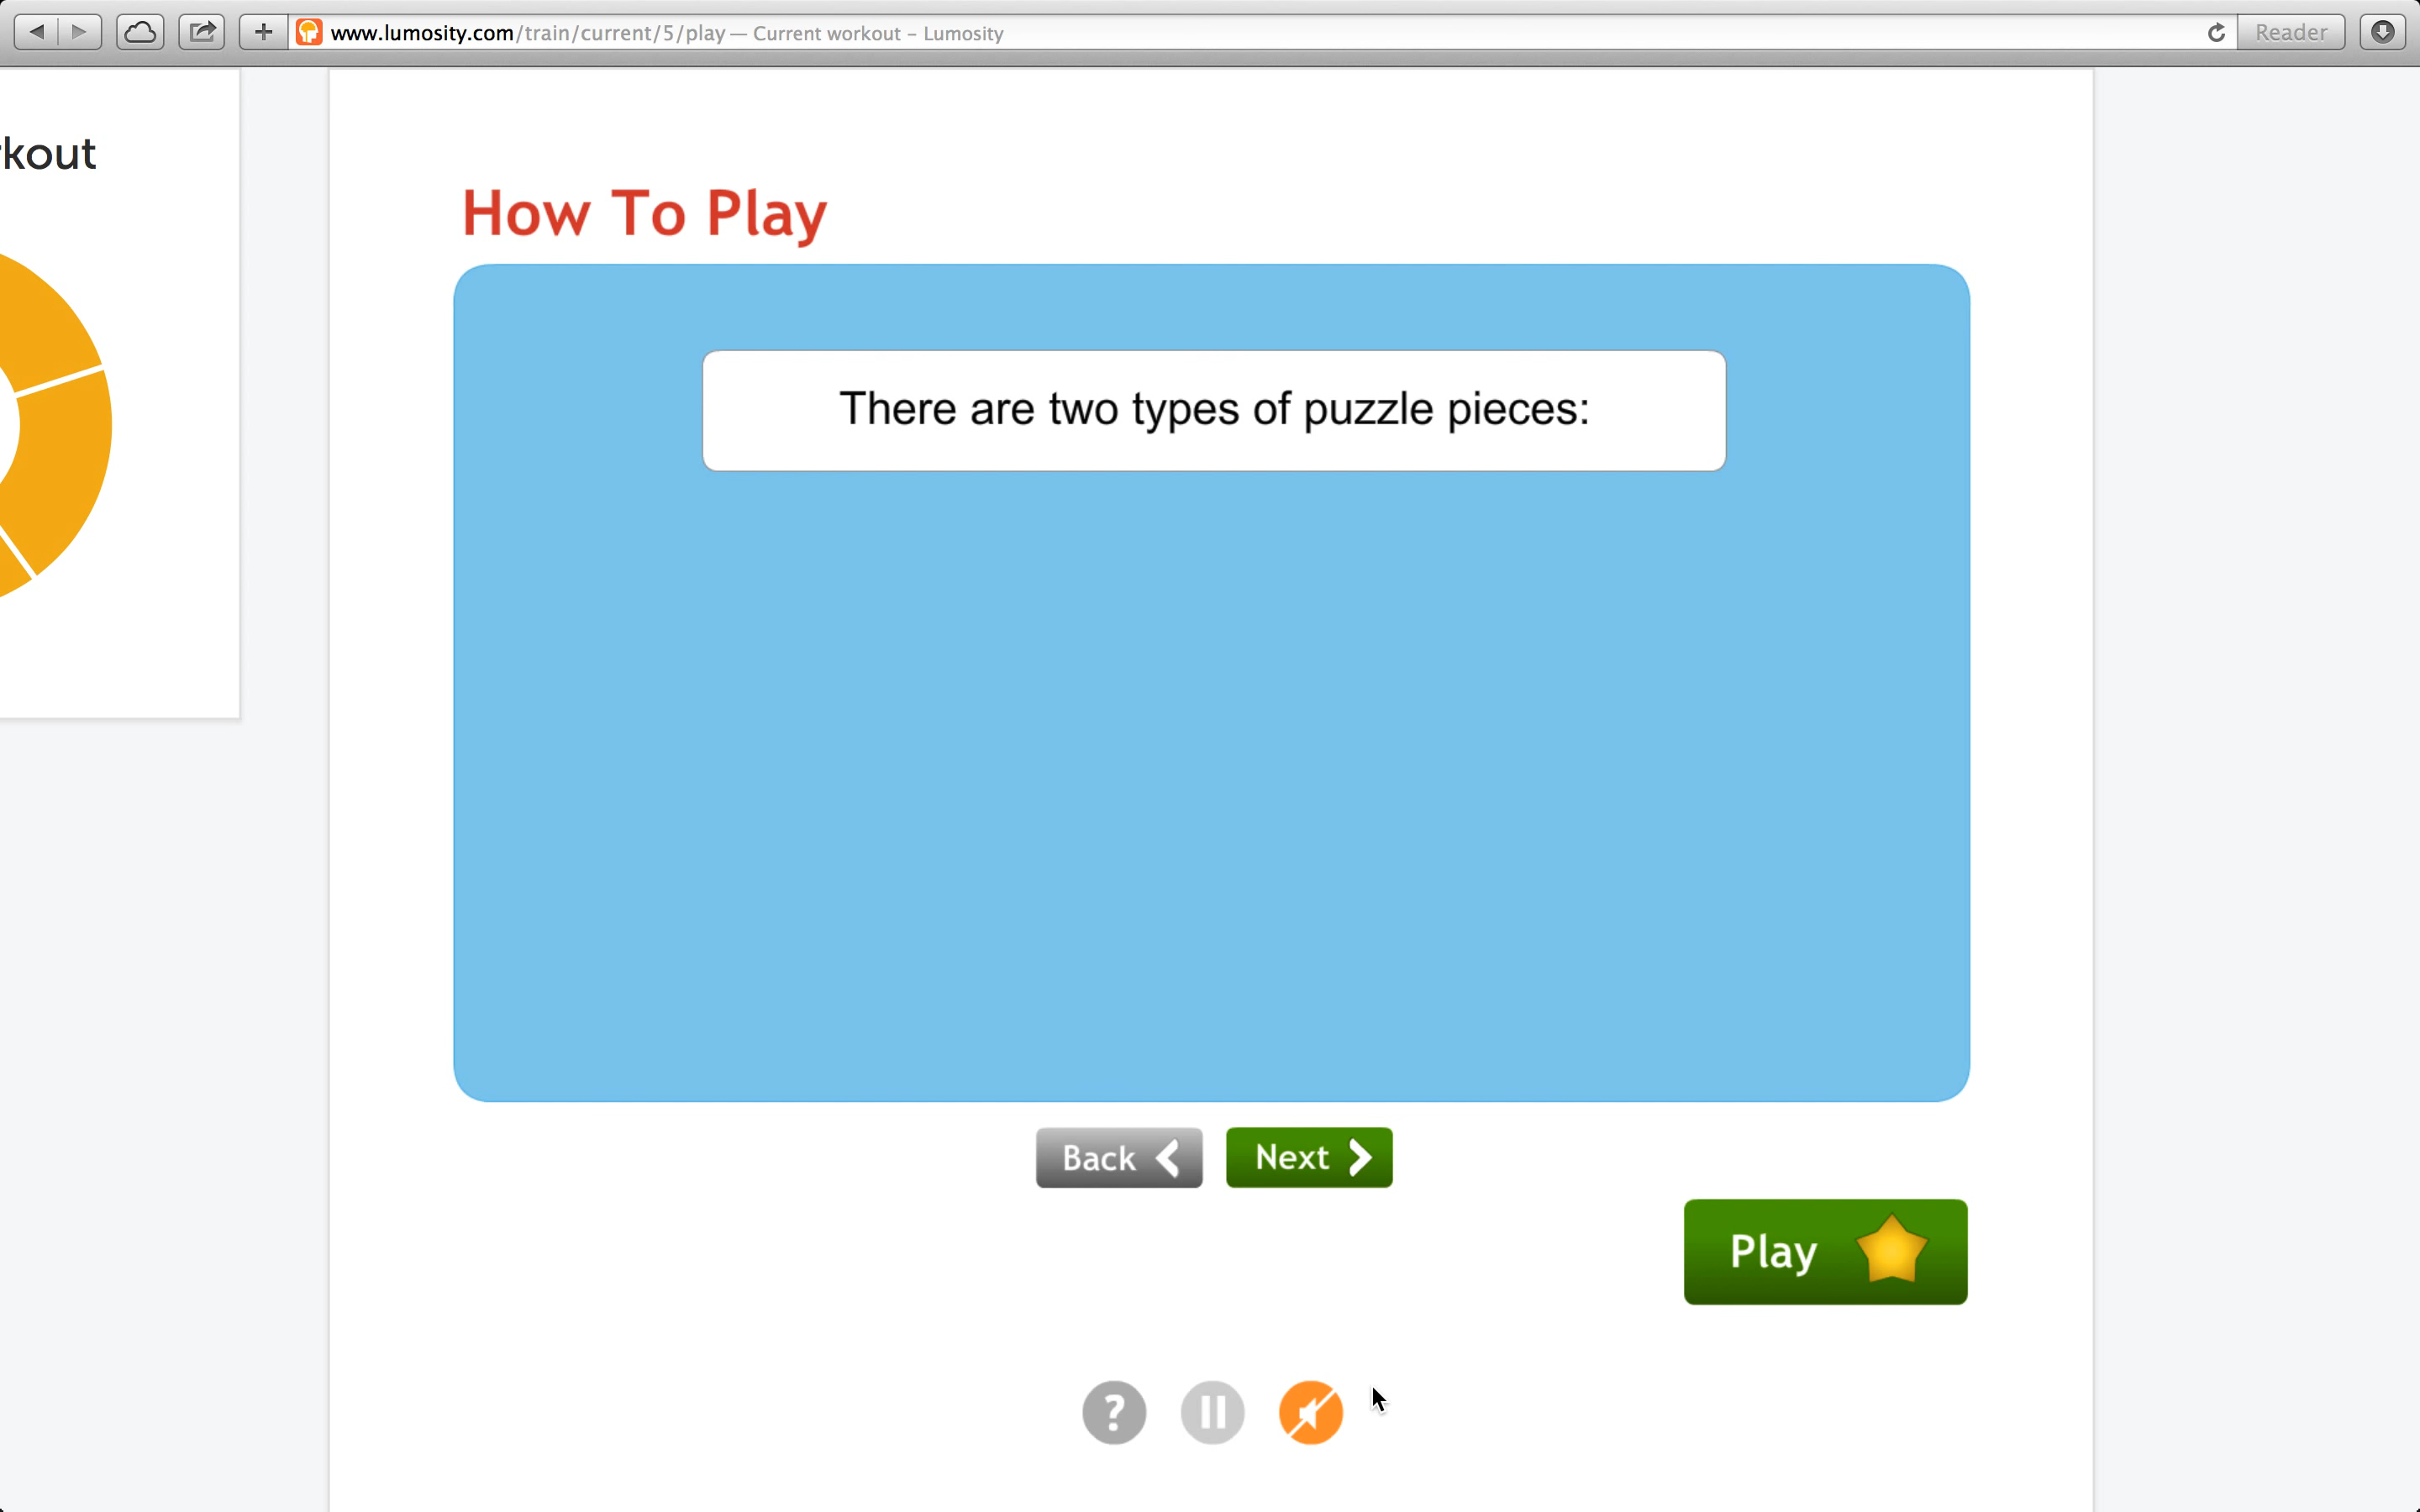 www.lumosity.com/train/current/5/play — Current workout – Lumosity
Reader
kout
How To Play
There are two types of puzzle pieces:
Back
Next
Play
?